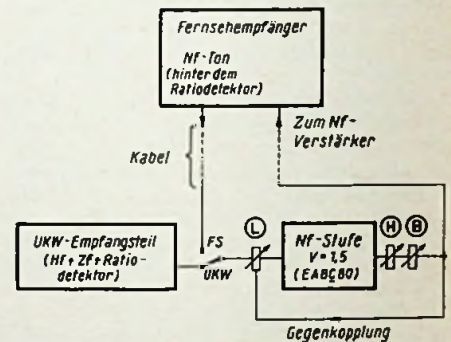 Fernsehempfänger
Nf-Ton
(hinter dem
Ratiodetektor)
Zum Nf-
Verstärker
Kabel
FS
UKW
UKW-Empfangsteil
(Hf + Zf + Ratio-
detektor)
L
Nf-Stufe
V = 1,5
(EABC80)
H
B
Gegenkopplung